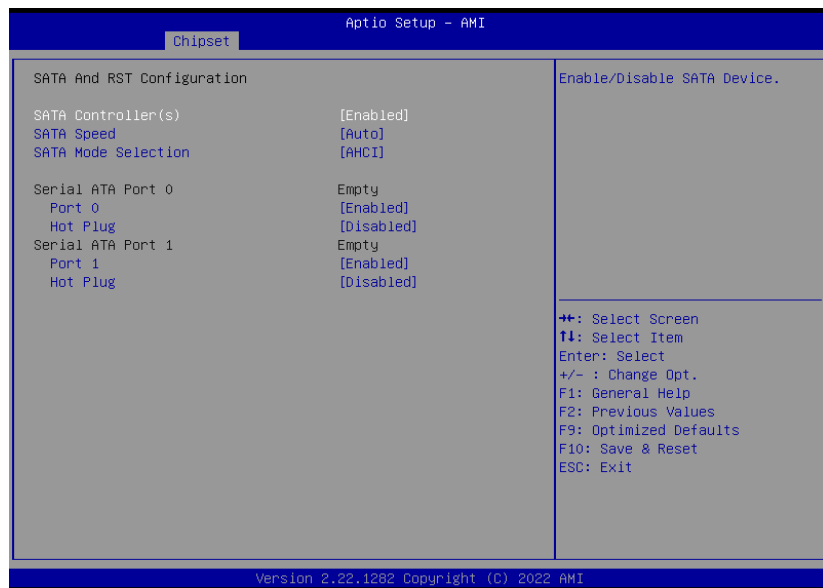 Aptio Setup – AMI
Chipset
SATA And RST Configuration
SATA Controller(s) [Enabled]
SATA Speed [Auto]
SATA Mode Selection [AHCI]
Serial ATA Port 0 Empty
Port 0 [Enabled]
Hot Plug [Disabled]
Serial ATA Port 1 Empty
Port 1 [Enabled]
Hot Plug [Disabled]
Enable/Disable SATA Device.
→←: Select Screen
↑↓: Select Item
Enter: Select
+/- : Change Opt.
F1: General Help
F2: Previous Values
F9: Optimized Defaults
F10: Save & Reset
ESC: Exit
Version 2.22.1282 Copyright (C) 2022 AMI